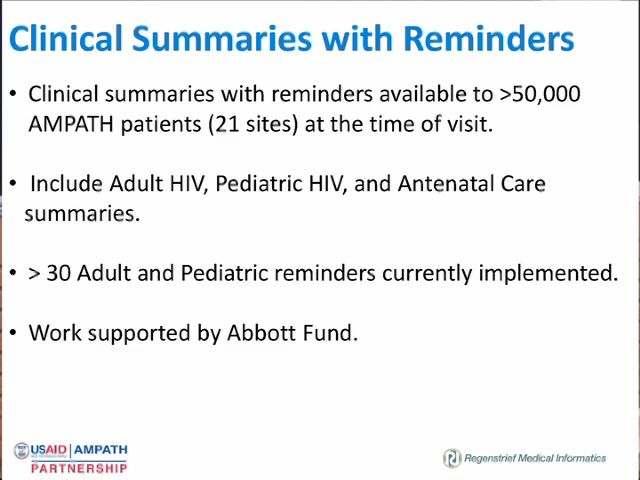 Clinical Summaries with Reminders
• Clinical summaries with reminders available to >50,000
AMPATH patients (21 sites) at the time of visit.
• Include Adult HIV, Pediatric HIV, and Antenatal Care
summaries.
• > 30 Adult and Pediatric reminders currently implemented.
• Work supported by Abbott Fund.
USAID | AMPATH
PARTNERSHIP
Regenstrief Medical Informatics